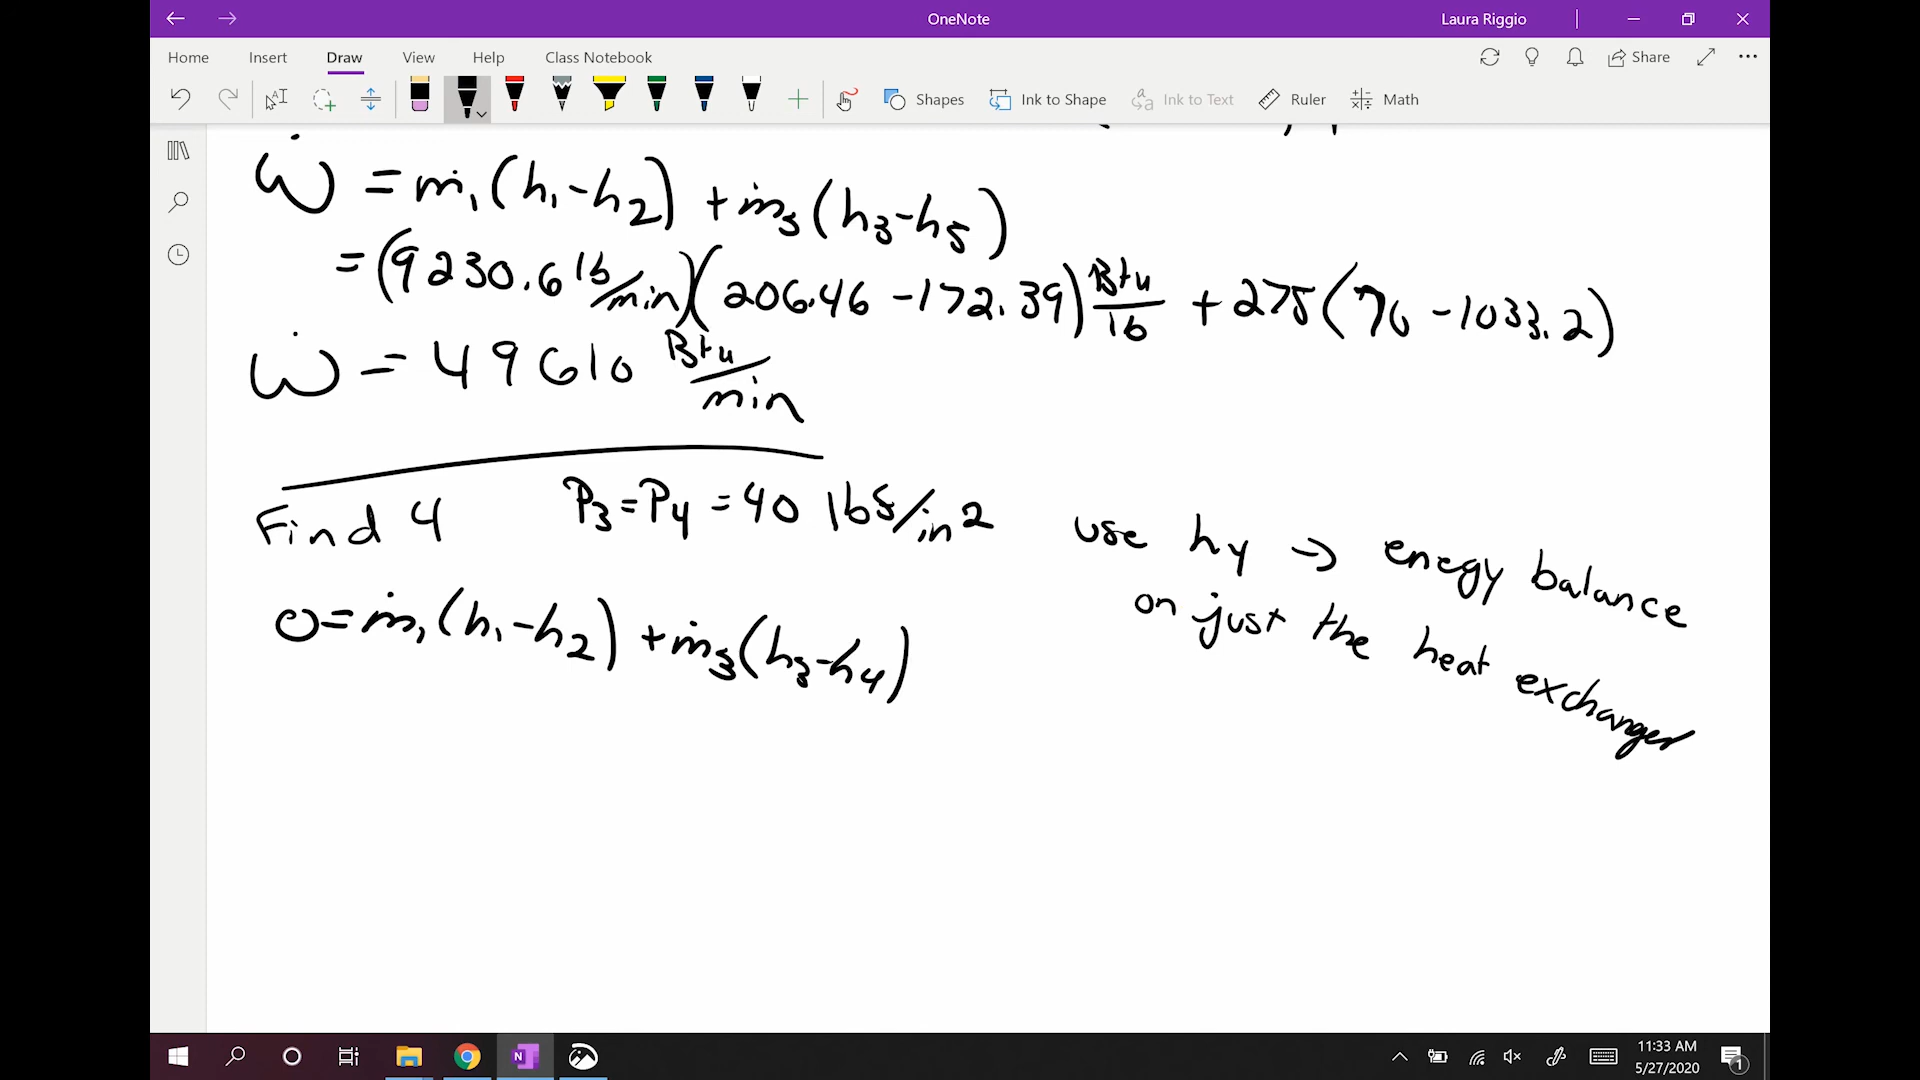 OneNote
Laura Riggio
Home Insert Draw View Help Class Notebook
Share
Shapes Ink to Shape Ink to Text Ruler Math
Ẇ = ṁ₁(h₁-h₂) + ṁ₃(h₃-h₅)
= (9230.6 lb/min)(206.46 - 172.39) Btu/lb + 275(70 - 1033.2)
Ẇ = 49610 Btu/min
Find 4 P₃ = P₄ = 40 lbf/in2
use h₄ → energy balance
on just the heat exchanger
0 = ṁ₁(h₁-h₂) + ṁ₃(h₃-h₄)
11:33 AM
5/27/2020
1